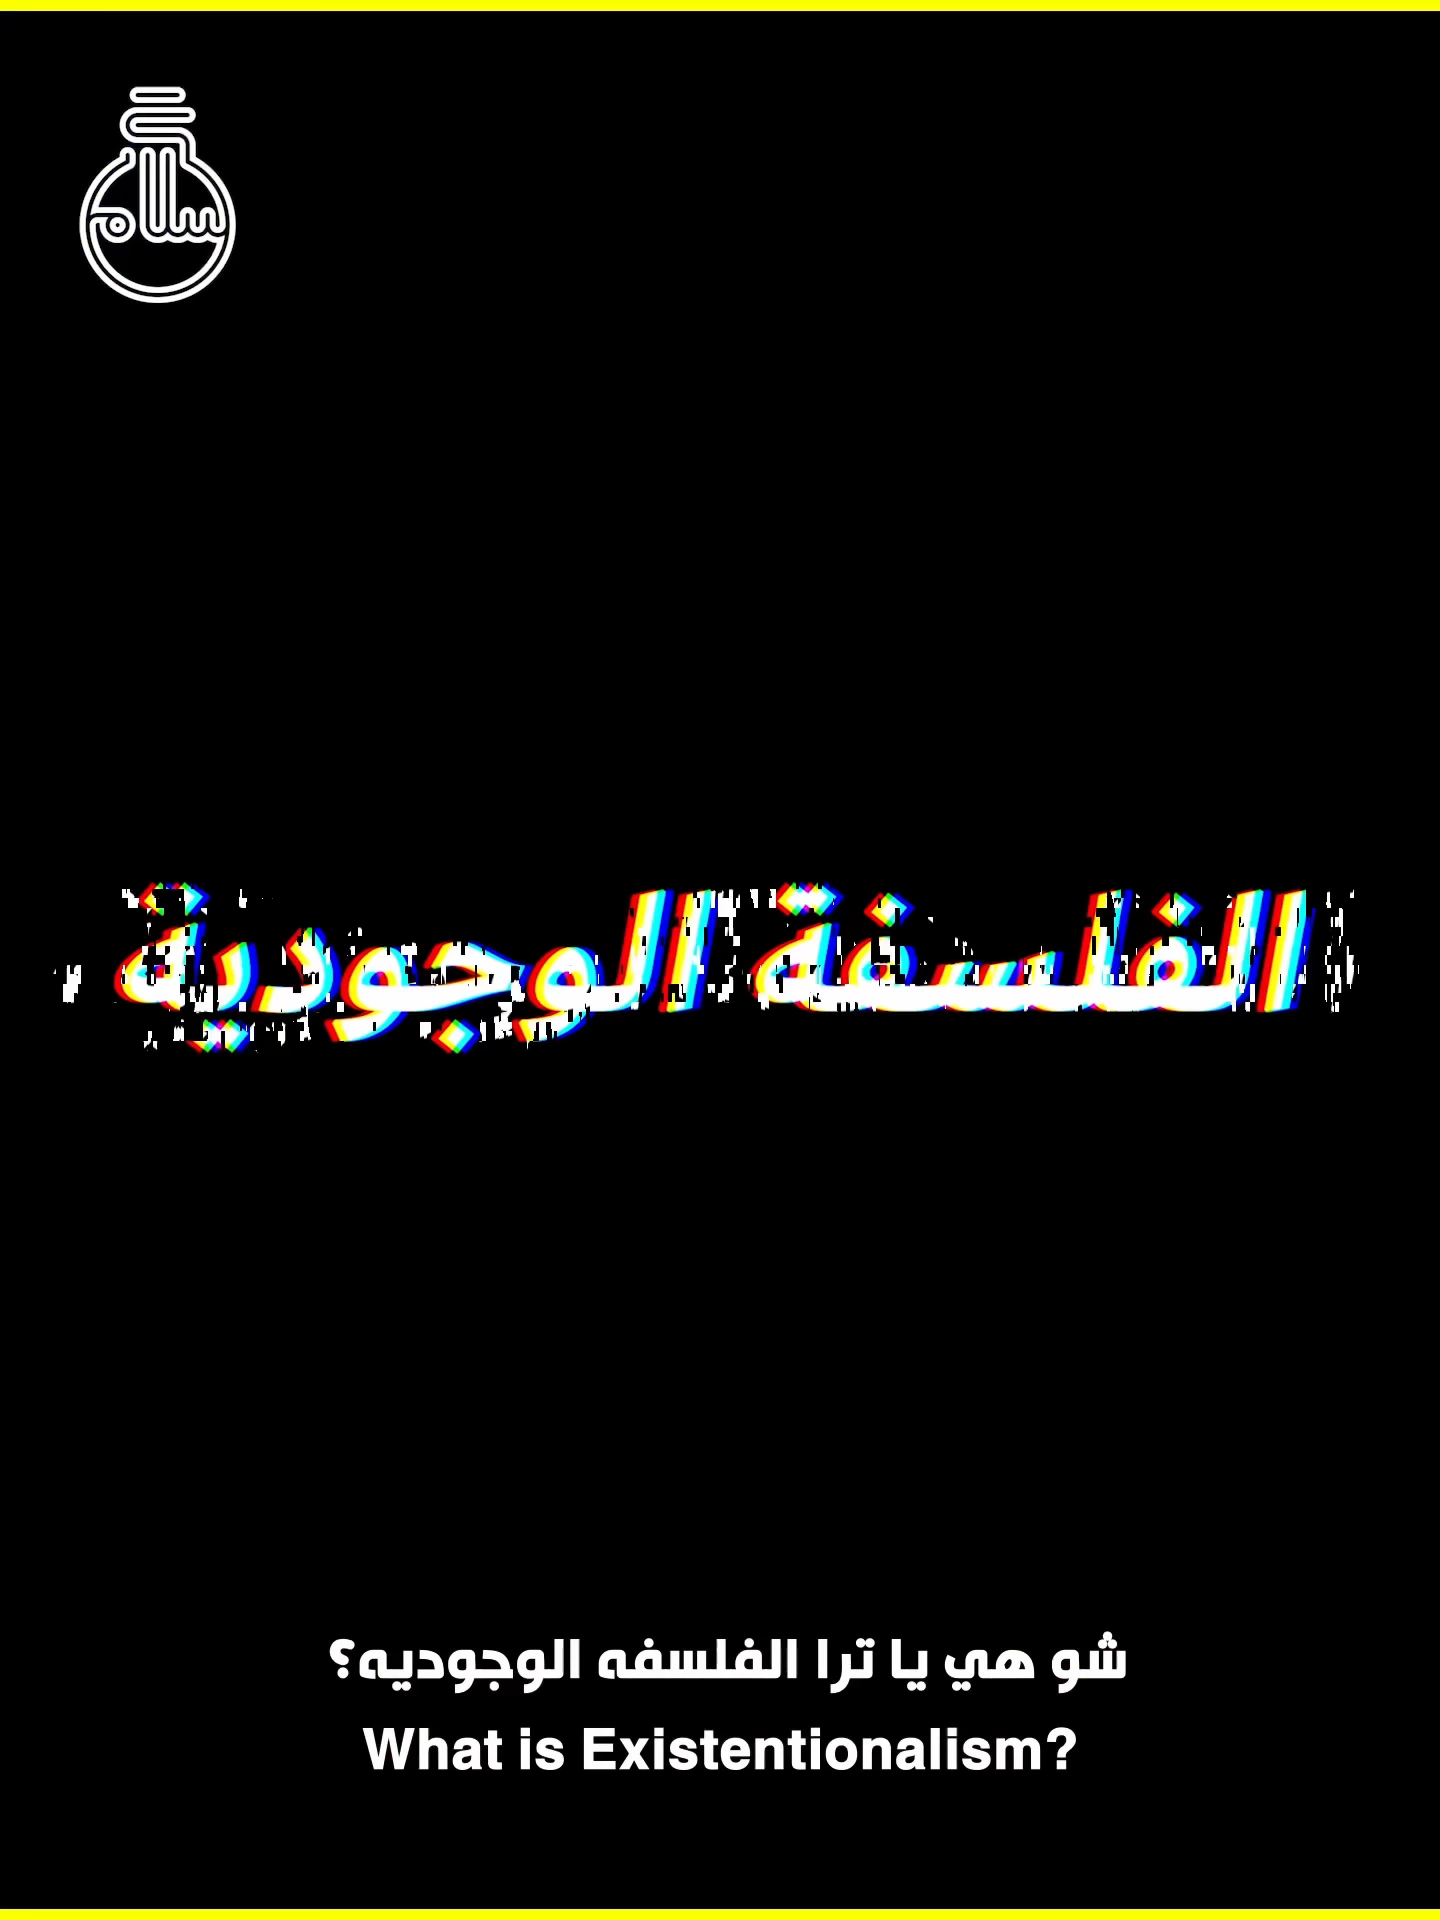 الفلسفة الوجودية
شو هي يا ترا الفلسفه الوجوديه؟
What is Existentionalism?